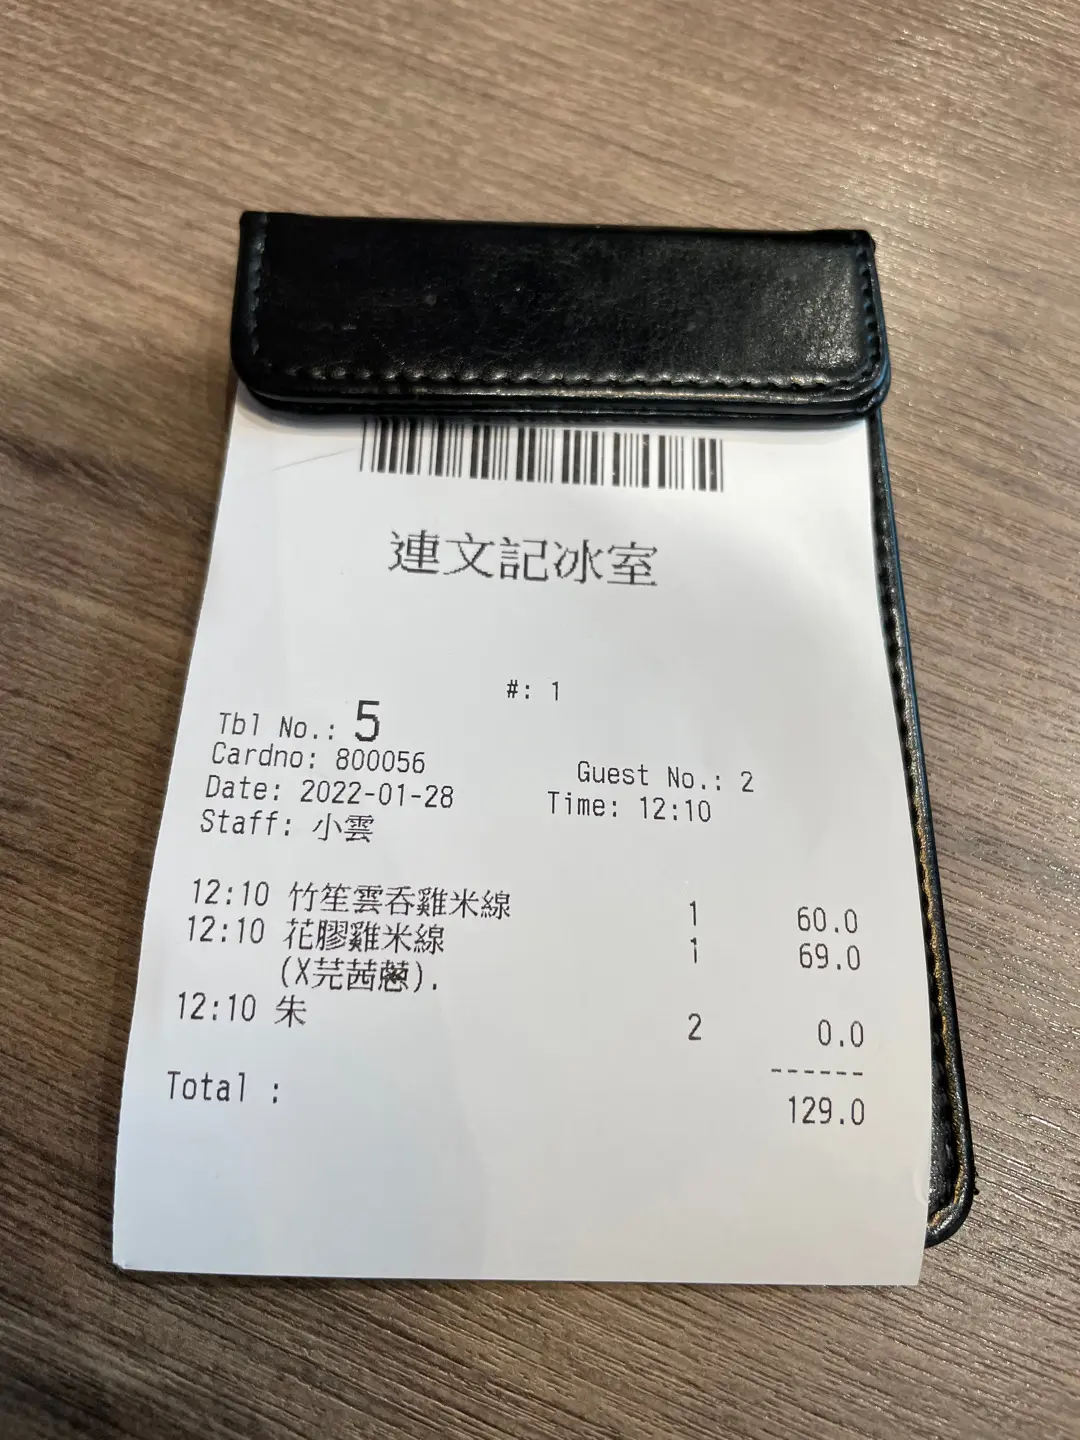 連文記冰室
#: 1
Tbl No.: 5
Cardno: 800056 Guest No.: 2
Date: 2022-01-28 Time: 12:10
Staff: 小雲
12:10 竹笙雲吞雞米線 1 60.0
12:10 花膠雞米線 1 69.0
(X芫茜蔥).
12:10 朱 2 0.0
------
Total : 129.0